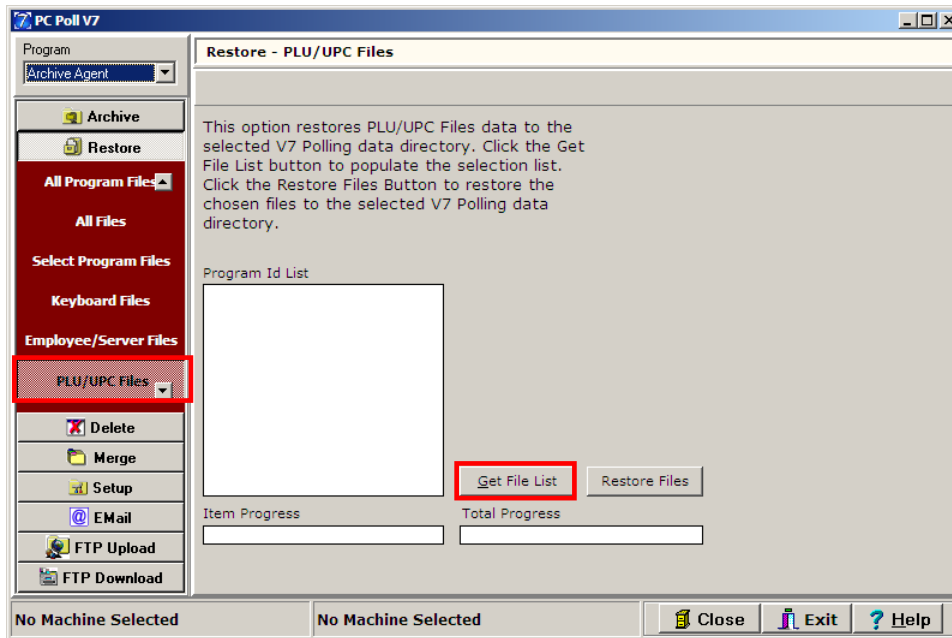 PC Poll V7
Program
Archive Agent
Archive
Restore
All Program Files
All Files
Select Program Files
Keyboard Files
Employee/Server Files
PLU/UPC Files
Delete
Merge
Setup
EMail
FTP Upload
FTP Download
Restore - PLU/UPC Files
This option restores PLU/UPC Files data to the
selected V7 Polling data directory. Click the Get
File List button to populate the selection list.
Click the Restore Files Button to restore the
chosen files to the selected V7 Polling data
directory.
Program Id List
Get File List
Restore Files
Item Progress
Total Progress
No Machine Selected
No Machine Selected
Close
Exit
Help